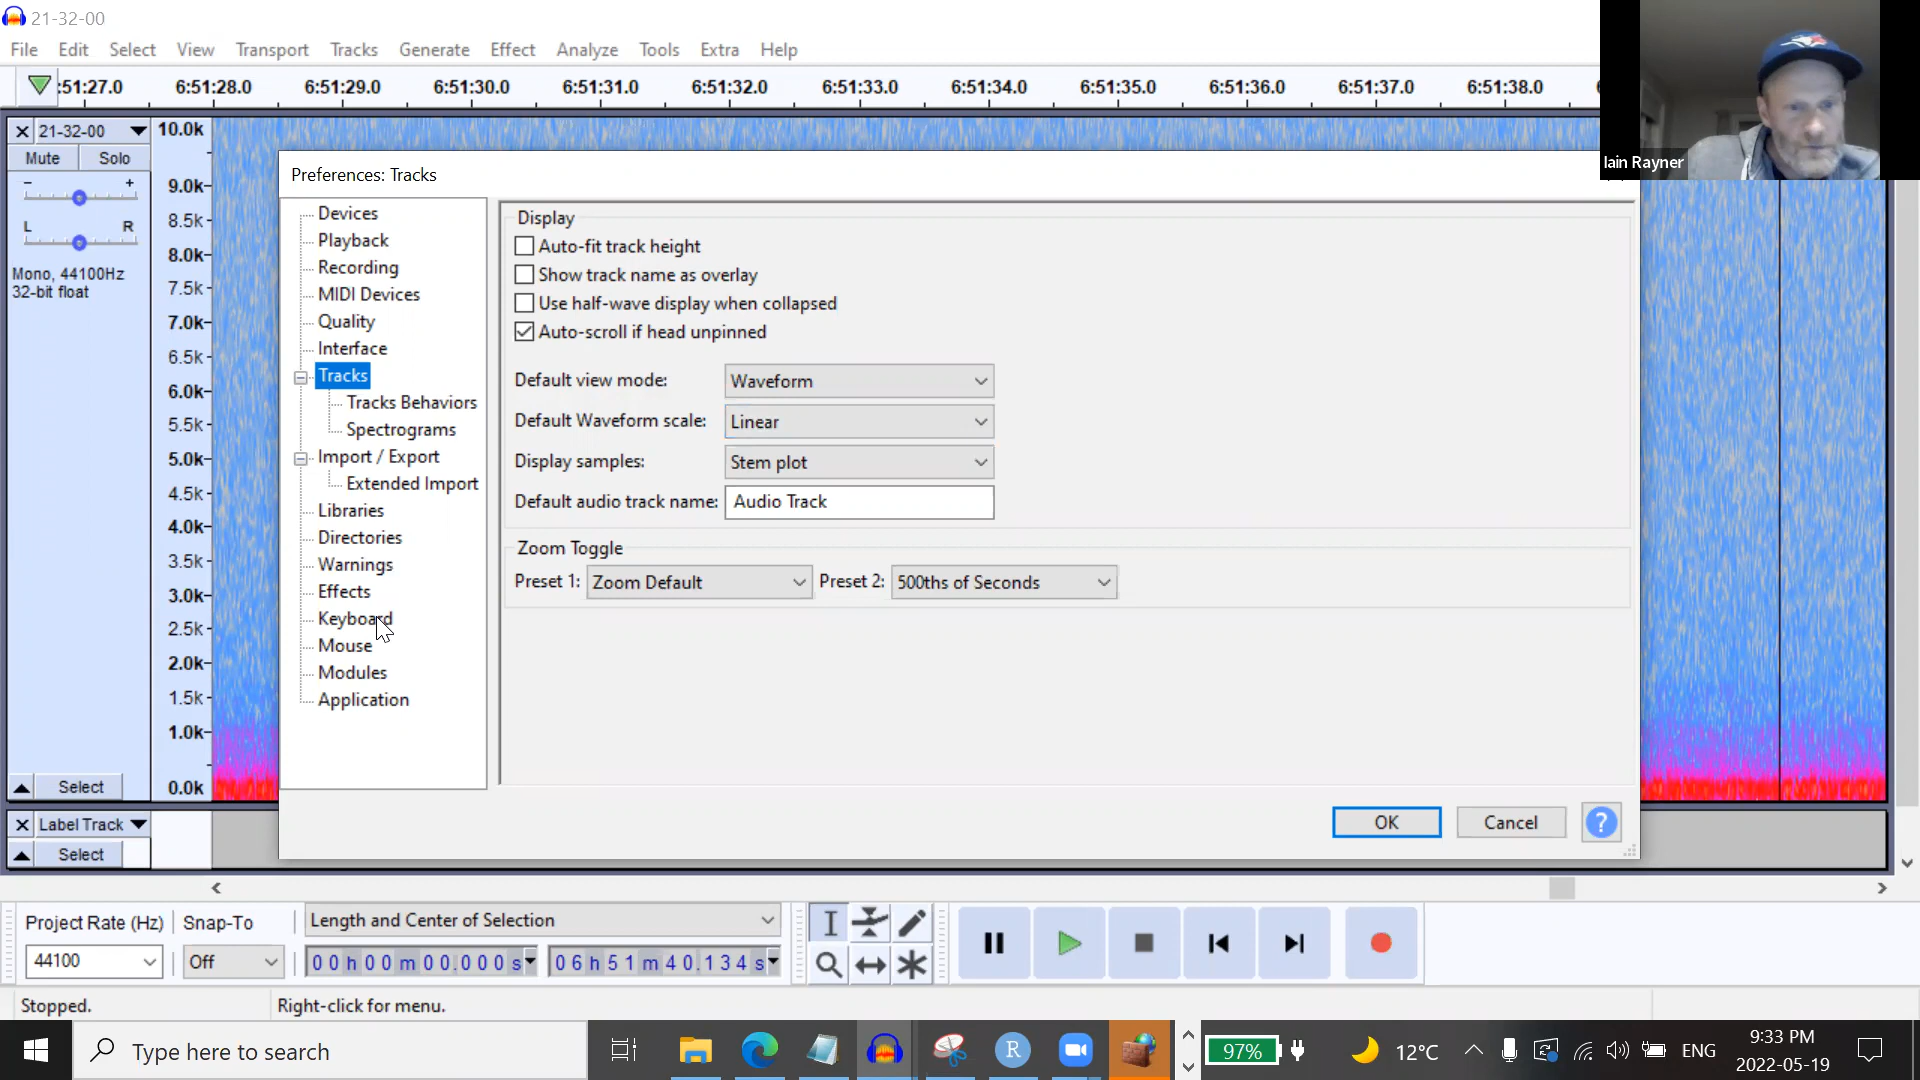 21-32-00
File Edit Select View Transport Tracks Generate Effect Analyze Tools Extra Help
:51:27.0 6:51:28.0 6:51:29.0 6:51:30.0 6:51:31.0 6:51:32.0 6:51:33.0 6:51:34.0 6:51:35.0 6:51:36.0 6:51:37.0 6:51:38.0
Iain Rayner
21-32-00
Mute Solo
- +
L R
Mono, 44100Hz
32-bit float
10.0k
9.0k
8.5k
8.0k
7.5k
7.0k
6.5k
6.0k
5.5k
5.0k
4.5k
4.0k
3.5k
3.0k
2.5k
2.0k
1.5k
1.0k
0.0k
Select
Label Track
Select
Preferences: Tracks
Devices
Playback
Recording
MIDI Devices
Quality
Interface
Tracks
Tracks Behaviors
Spectrograms
Import / Export
Extended Import
Libraries
Directories
Warnings
Effects
Keyboard
Mouse
Modules
Application
Display
Auto-fit track height
Show track name as overlay
Use half-wave display when collapsed
Auto-scroll if head unpinned
Default view mode: Waveform
Default Waveform scale: Linear
Display samples: Stem plot
Default audio track name: Audio Track
Zoom Toggle
Preset 1: Zoom Default Preset 2: 500ths of Seconds
OK Cancel ?
Project Rate (Hz) Snap-To Length and Center of Selection
44100 Off 00h00m00.000s 06h51m40.134s
Stopped. Right-click for menu.
Type here to search
R
97%
12°C
ENG
9:33 PM
2022-05-19